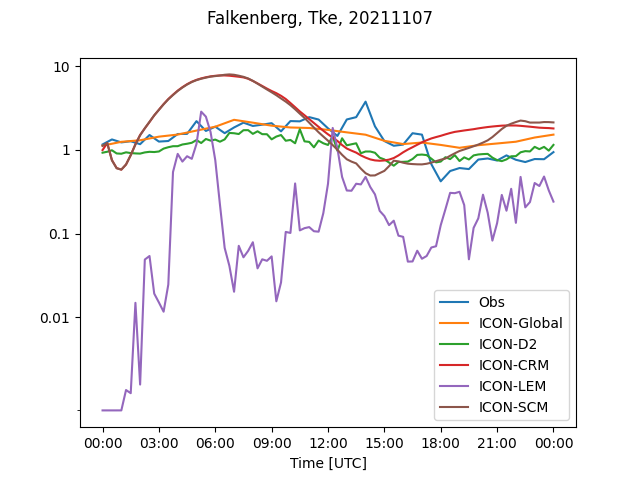 Falkenberg, Tke, 20211107
10
1
0.1
0.01
Obs
ICON-Global
ICON-D2
ICON-CRM
ICON-LEM
ICON-SCM
00:00 03:00 06:00 09:00 12:00 15:00 18:00 21:00 00:00
Time [UTC]